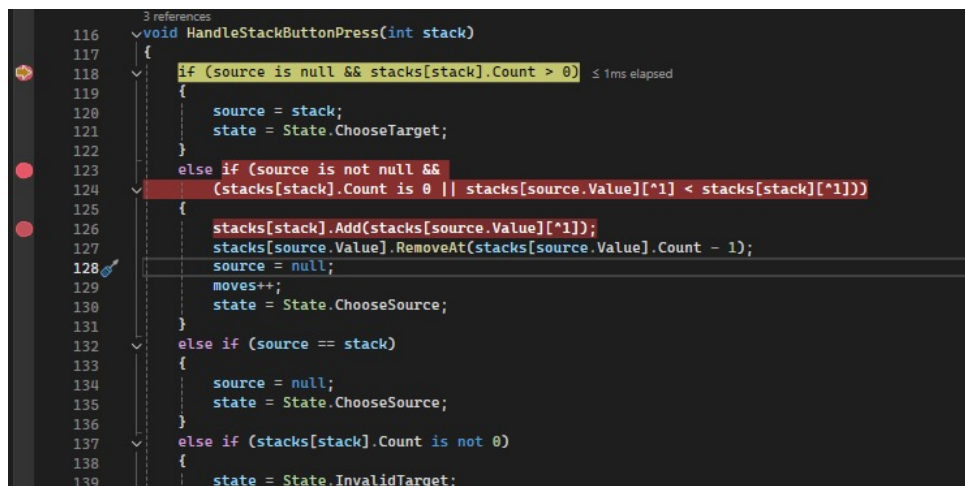 3 references
116 void HandleStackButtonPress(int stack)
117 {
118 if (source is null && stacks[stack].Count > 0) ≤ 1ms elapsed
119 {
120 source = stack;
121 state = State.ChooseTarget;
122 }
123 else if (source is not null &&
124 (stacks[stack].Count is 0 || stacks[source.Value][^1] < stacks[stack][^1]))
125 {
126 stacks[stack].Add(stacks[source.Value][^1]);
127 stacks[source.Value].RemoveAt(stacks[source.Value].Count - 1);
128 source = null;
129 moves++;
130 state = State.ChooseSource;
131 }
132 else if (source == stack)
133 {
134 source = null;
135 state = State.ChooseSource;
136 }
137 else if (stacks[stack].Count is not 0)
138 {
139 state = State.InvalidTarget;